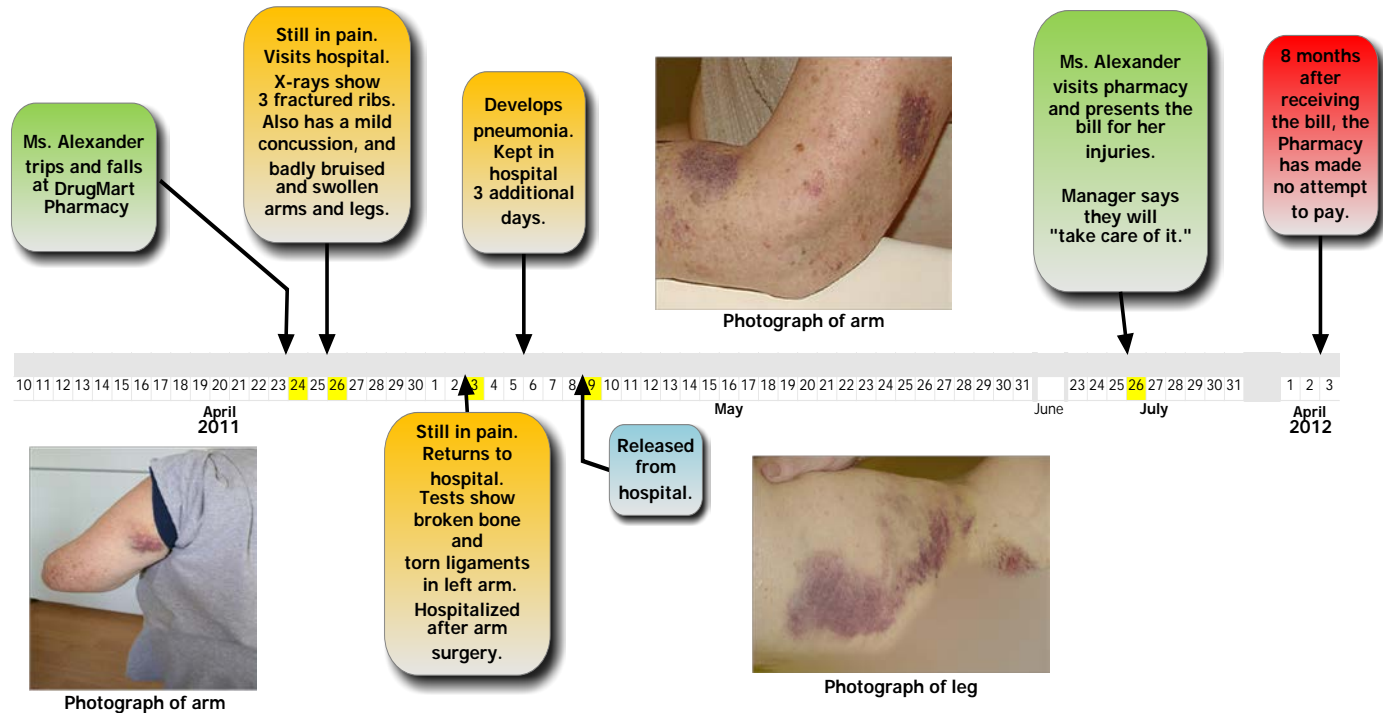 Ms. Alexander
trips and falls
at DrugMart
Pharmacy
Still in pain.
Visits hospital.
X-rays show
3 fractured ribs.
Also has a mild
concussion, and
badly bruised
and swollen
arms and legs.
Develops
pneumonia.
Kept in
hospital
3 additional
days.
Photograph of arm
Ms. Alexander
visits pharmacy
and presents the
bill for her
injuries.
Manager says
they will
"take care of it."
8 months
after
receiving
the bill, the
Pharmacy
has made
no attempt
to pay.
10 11 12 13 14 15 16 17 18 19 20 21 22 23 24 25 26 27 28 29 30 1 2 3 4 5 6 7 8 9 10 11 12 13 14 15 16 17 18 19 20 21 22 23 24 25 26 27 28 29 30 31 23 24 25 26 27 28 29 30 31 1 2 3
April May June July April
2011 2012
Still in pain.
Returns to
hospital.
Tests show
broken bone
and
torn ligaments
in left arm.
Hospitalized
after arm
surgery.
Released
from
hospital.
Photograph of arm
Photograph of leg